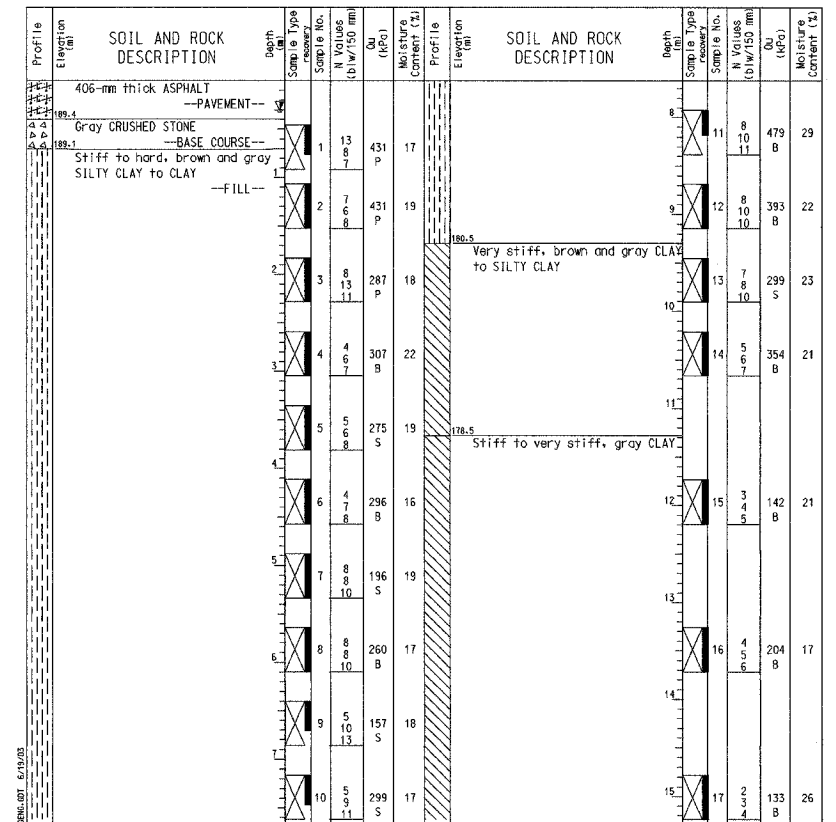 Profile
Elevation (m)
SOIL AND ROCK DESCRIPTION
Depth (m)
Sample Type recovery
Sample No.
N Values (blw/150 mm)
Qu (kPa)
Moisture Content (%)
406-mm thick ASPHALT
--PAVEMENT--
189.4
Gray CRUSHED STONE
189.1 --BASE COURSE--
Stiff to hard, brown and gray
SILTY CLAY to CLAY
--FILL--
1
2
3
4
5
6
7
1 13 8 7 431 P 17
2 7 6 8 431 P 19
3 8 13 11 287 P 18
4 4 6 7 307 B 22
5 5 6 8 275 S 19
6 4 7 8 296 B 16
7 8 8 10 196 S 19
8 8 8 10 260 B 17
9 5 10 13 157 S 18
10 5 9 11 299 S 17
Profile
Elevation (m)
SOIL AND ROCK DESCRIPTION
Depth (m)
Sample Type recovery
Sample No.
N Values (blw/150 mm)
Qu (kPa)
Moisture Content (%)
8
9
10
11
12
13
14
15
180.5
Very stiff, brown and gray CLAY
to SILTY CLAY
178.5
Stiff to very stiff, gray CLAY
11 8 10 11 479 B 29
12 8 10 10 393 B 22
13 7 8 10 299 S 23
14 5 6 7 354 B 21
15 3 4 5 142 B 21
16 4 5 6 204 B 17
17 2 3 4 133 B 26
6/19/03